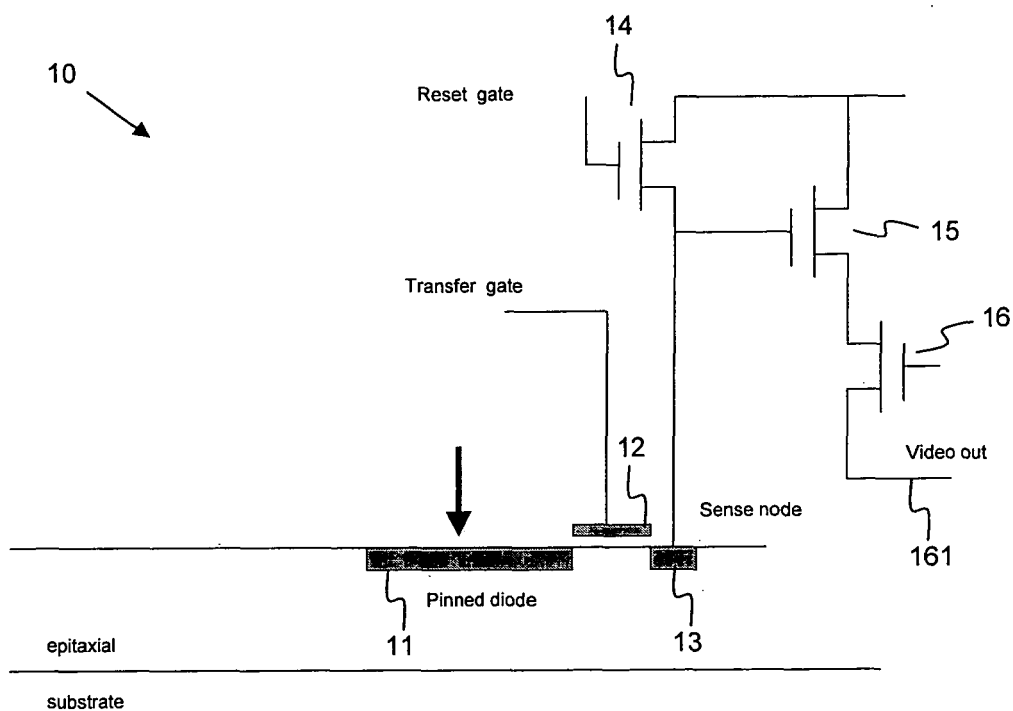 14
10
Reset gate
15
Transfer gate
16
12
Video out
Sense node
161
Pinned diode
11
13
epitaxial
substrate